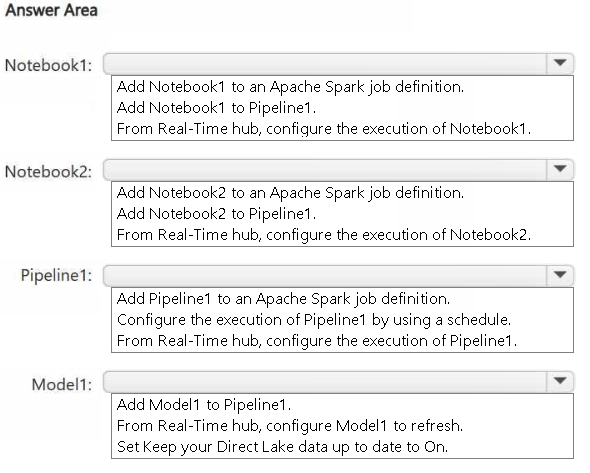 Answer Area
Notebook1:
Add Notebook1 to an Apache Spark job definition.
Add Notebook1 to Pipeline1.
From Real-Time hub, configure the execution of Notebook1.
Notebook2:
Add Notebook2 to an Apache Spark job definition.
Add Notebook2 to Pipeline1.
From Real-Time hub, configure the execution of Notebook2.
Pipeline1:
Add Pipeline1 to an Apache Spark job definition.
Configure the execution of Pipeline1 by using a schedule.
From Real-Time hub, configure the execution of Pipeline1.
Model1:
Add Model1 to Pipeline1.
From Real-Time hub, configure Model1 to refresh.
Set Keep your Direct Lake data up to date to On.